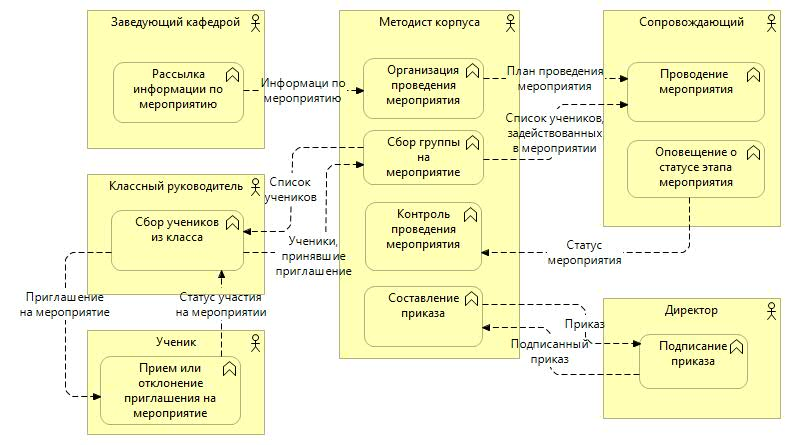 Заведующий кафедрой
Рассылка
информации по
мероприятию
Информаци по
мероприятию
Методист корпуса
Организация
проведения
мероприятия
План проведения
мероприятия
Сопровождающий
Проводение
мероприятия
Сбор группы
на
мероприятие
Список учеников,
задействованных
в мероприятии
Оповещение о
статусе этапа
мероприятия
Классный руководитель
Сбор учеников
из класса
Список
учеников
Ученики,
принявшие
приглашение
Контроль
проведения
мероприятия
Статус
мероприятия
Приглашение
на мероприятие
Статус участия
на мероприятии
Составление
приказа
Приказ
Подписанный
приказ
Директор
Подписание
приказа
Ученик
Прием или
отклонение
приглашения на
мероприятие